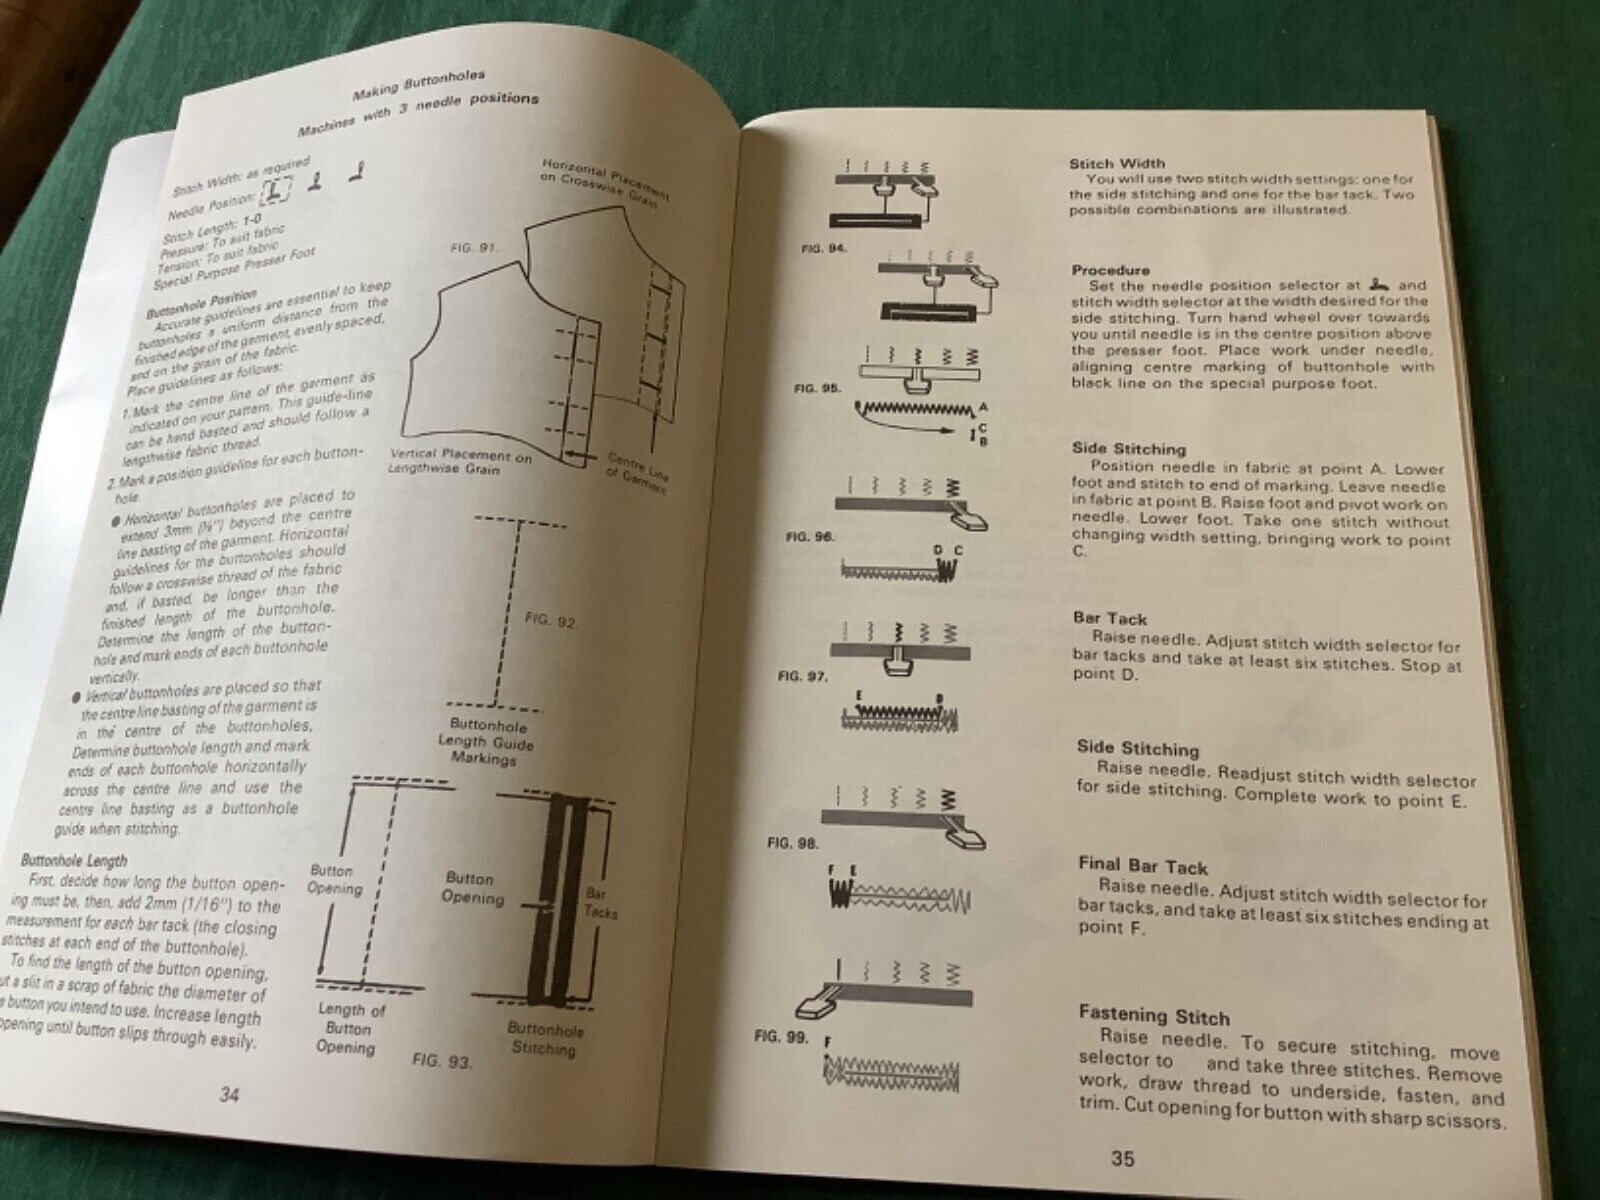 Making Buttonholes
Machines with 3 needle positions
Stitch Width: as required
Needle Position:
Stitch Length: 1-0
Pressure: To suit fabric
Tension: To suit fabric
Special Purpose Presser Foot
Buttonhole Position
Accurate guidelines are essential to keep
buttonholes a uniform distance from the
finished edge of the garment, evenly spaced,
and on the grain of the fabric.
Place guidelines as follows:
1. Mark the centre line of the garment as
indicated on your pattern. This guide-line
can be hand basted and should follow a
lengthwise fabric thread.
2. Mark a position guideline for each button-
hole.
● Horizontal buttonholes are placed to
extend 3mm (⅛") beyond the centre
line basting of the garment. Horizontal
guidelines for the buttonholes should
follow a crosswise thread of the fabric
and, if basted, be longer than the
finished length of the buttonhole.
Determine the length of the button-
hole and mark ends of each buttonhole
vertically.
● Vertical buttonholes are placed so that
the centre line basting of the garment is
in the centre of the buttonholes,
Determine buttonhole length and mark
ends of each buttonhole horizontally
across the centre line and use the
centre line basting as a buttonhole
guide when stitching.
Buttonhole Length
First, decide how long the button open-
ing must be, then, add 2mm (1/16") to the
measurement for each bar tack (the closing
stitches at each end of the buttonhole).
To find the length of the button opening,
a slit in a scrap of fabric the diameter of
button you intend to use. Increase length
opening until button slips through easily.
34
Horizontal Placement
on Crosswise Grain
FIG. 91.
Vertical Placement on
Lengthwise Grain
Centre Line
of Garment
FIG. 92.
Buttonhole
Length Guide
Markings
Button
Opening
Button
Opening
Bar
Tacks
Length of
Button
Opening
Buttonhole
Stitching
FIG. 93.
FIG. 94.
FIG. 95.
A
C
B
FIG. 96.
D C
FIG. 97.
E D
FIG. 98.
F E
FIG. 99.
F
Stitch Width
You will use two stitch width settings: one for
the side stitching and one for the bar tack. Two
possible combinations are illustrated.
Procedure
Set the needle position selector at and
stitch width selector at the width desired for the
side stitching. Turn hand wheel over towards
you until needle is in the centre position above
the presser foot. Place work under needle,
aligning centre marking of buttonhole with
black line on the special purpose foot.
Side Stitching
Position needle in fabric at point A. Lower
foot and stitch to end of marking. Leave needle
in fabric at point B. Raise foot and pivot work on
needle. Lower foot. Take one stitch without
changing width setting, bringing work to point
C.
Bar Tack
Raise needle. Adjust stitch width selector for
bar tacks and take at least six stitches. Stop at
point D.
Side Stitching
Raise needle. Readjust stitch width selector
for side stitching. Complete work to point E.
Final Bar Tack
Raise needle. Adjust stitch width selector for
bar tacks, and take at least six stitches ending at
point F.
Fastening Stitch
Raise needle. To secure stitching, move
selector to and take three stitches. Remove
work, draw thread to underside, fasten, and
trim. Cut opening for button with sharp scissors.
35